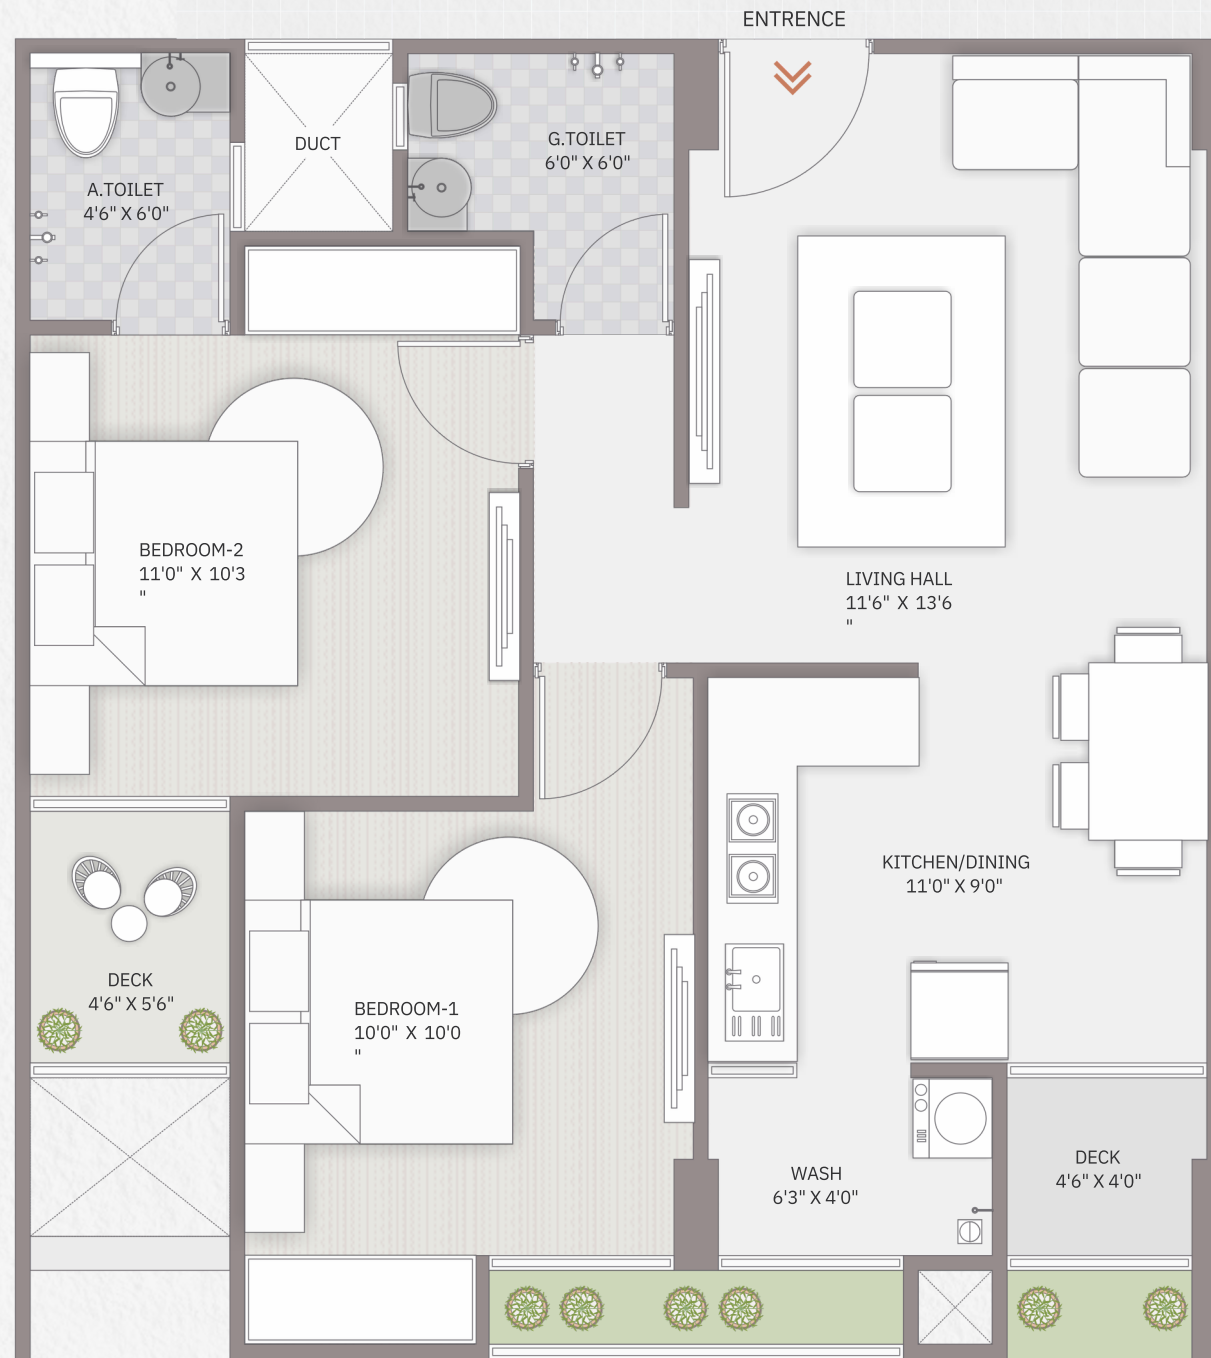 ENTRENCE
DUCT
G.TOILET
6'0" X 6'0"
A.TOILET
4'6" X 6'0"
BEDROOM-2
11'0" X 10'3
"
LIVING HALL
11'6" X 13'6
"
KITCHEN/DINING
11'0" X 9'0"
DECK
4'6" X 5'6"
BEDROOM-1
10'0" X 10'0
"
WASH
6'3" X 4'0"
DECK
4'6" X 4'0"